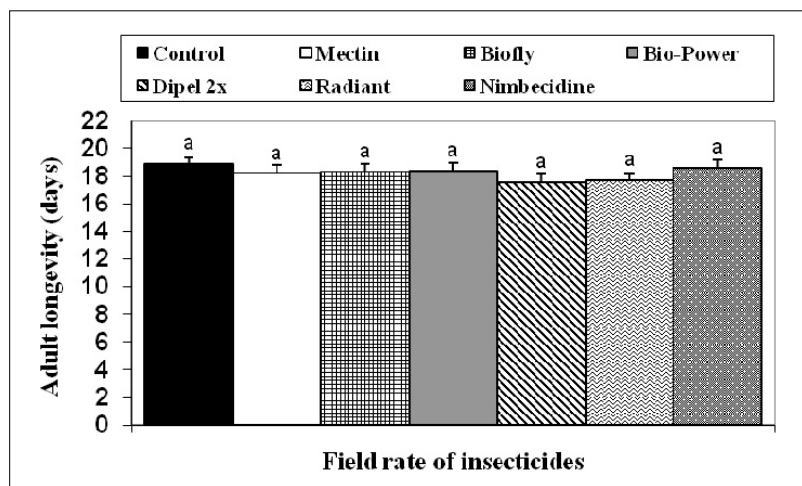 Control Mectin Biofly Bio-Power
Dipel 2x Radiant Nimbecidine
22
20
18
16
14
12
10
8
6
4
2
0
Adult longevity (days)
a a a a a a a
Field rate of insecticides